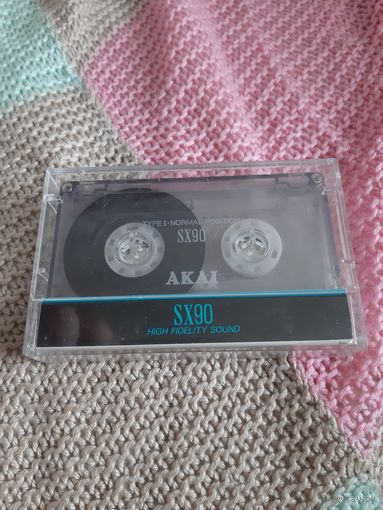 TYPE I · NORMAL POSITION
SX90
AKAI
SX90
HIGH FIDELITY SOUND